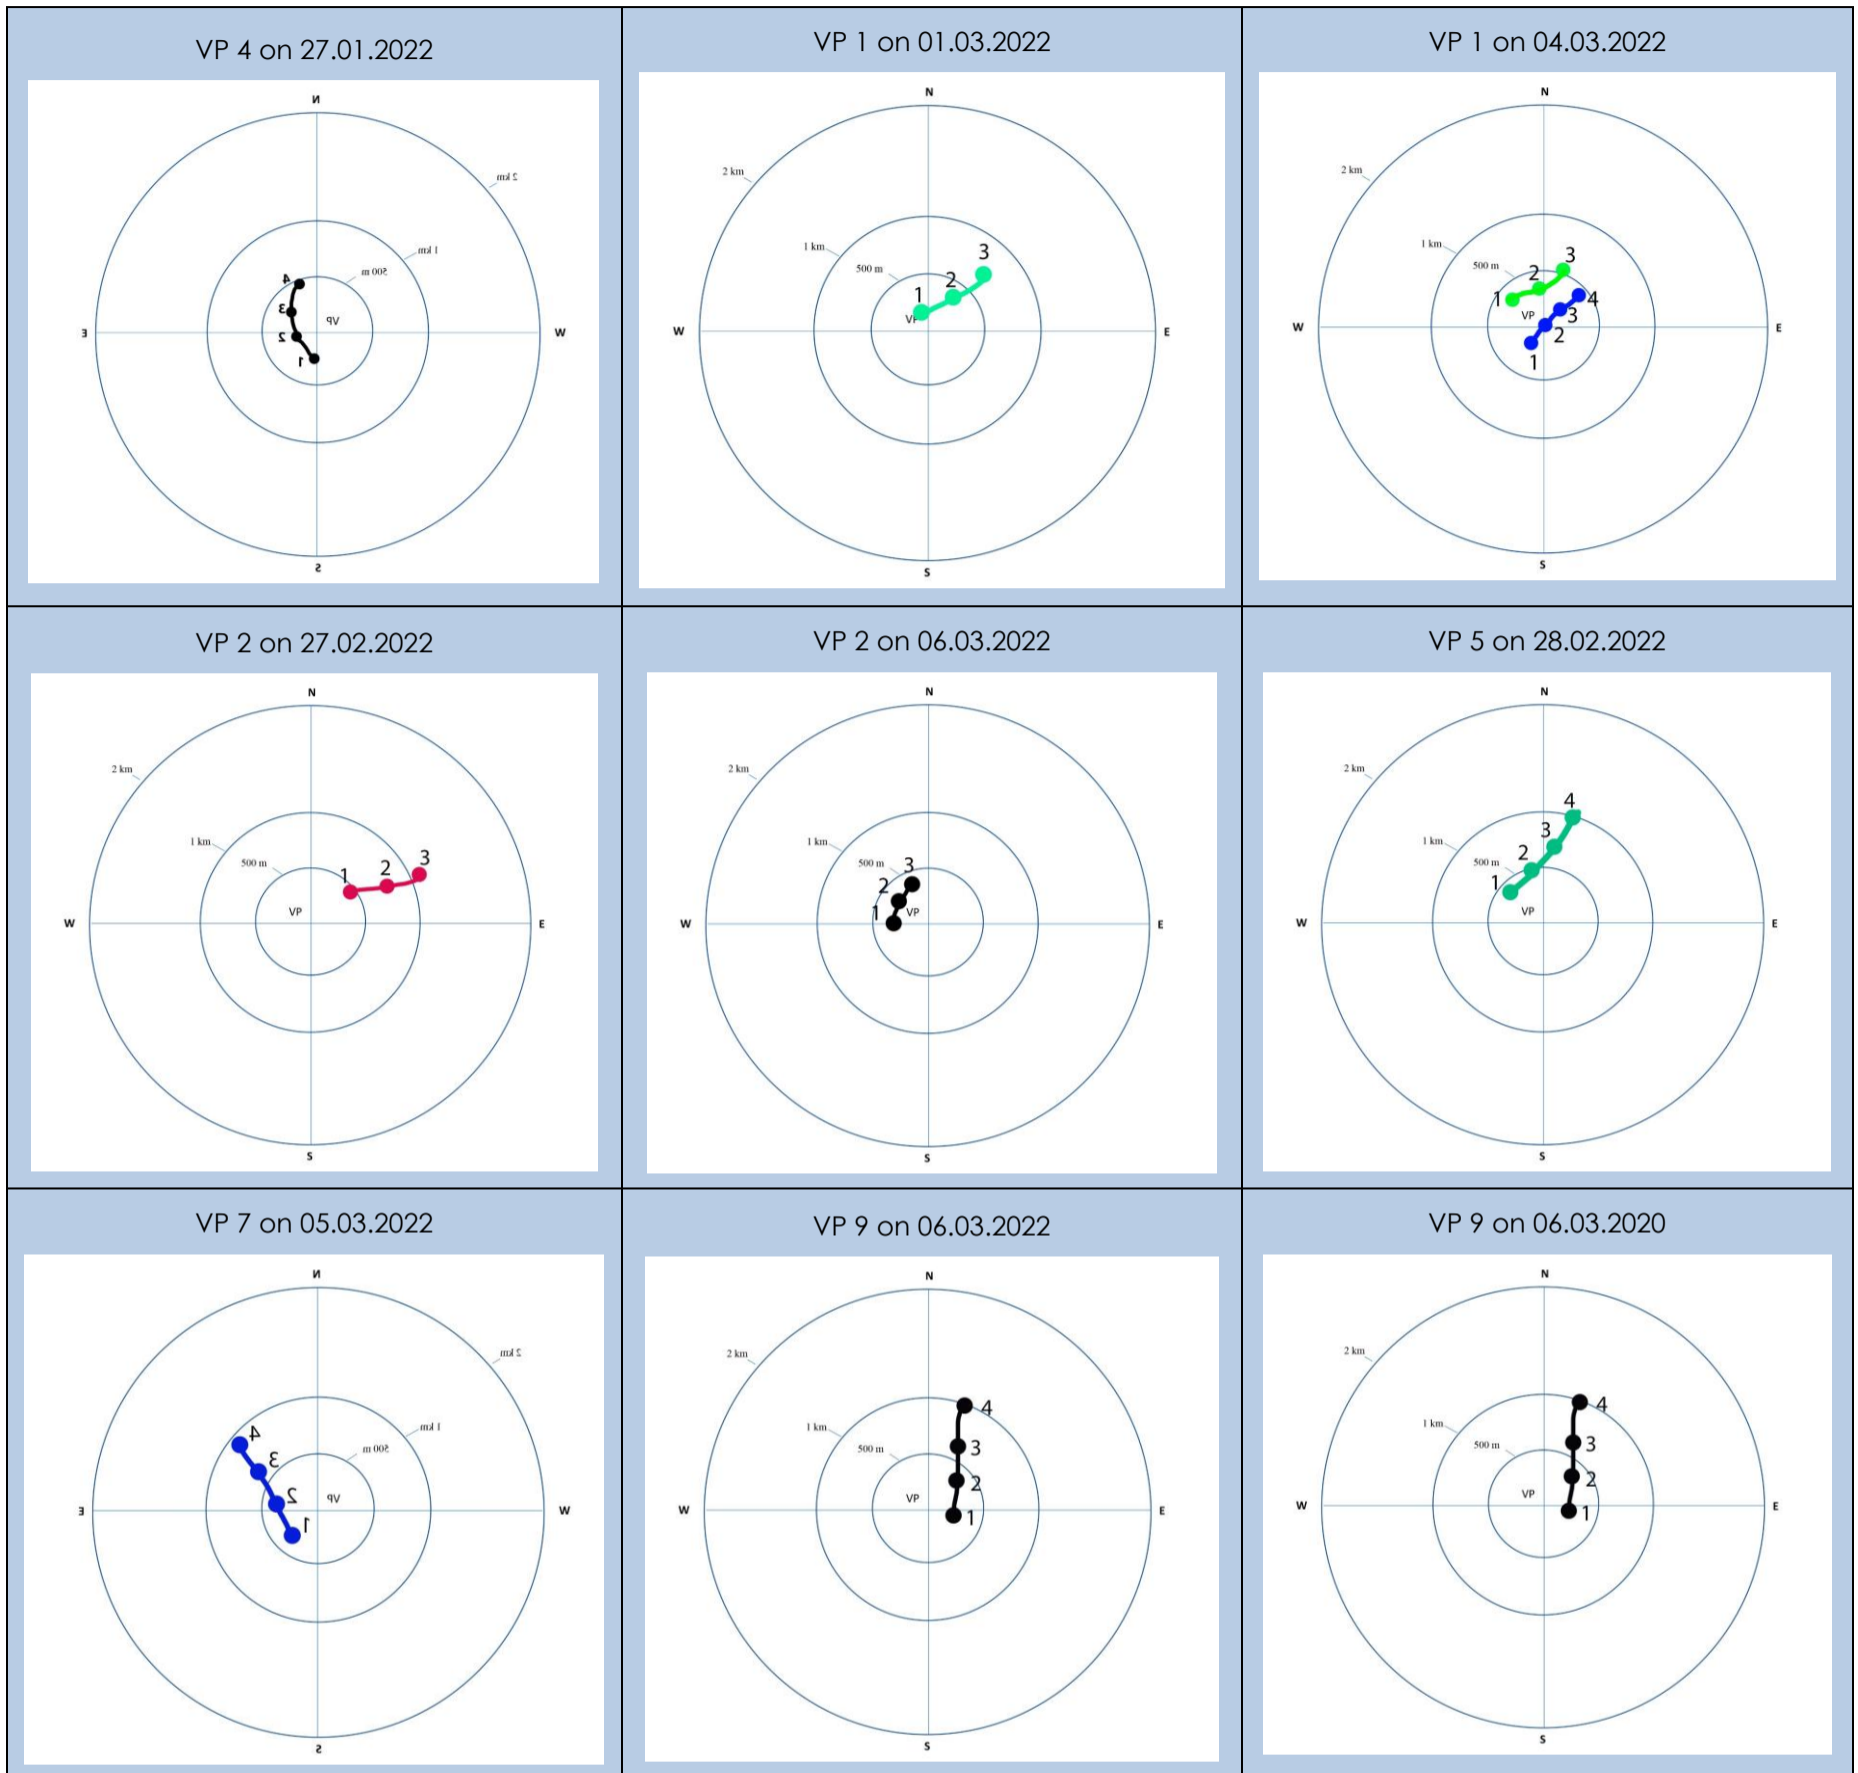 VP 4 on 27.01.2022
N
2 km
1 km
500 m
4
3
VP
2
1
E
W
S
VP 1 on 01.03.2022
N
2 km
1 km
500 m
3
2
1
VP
W
E
S
VP 1 on 04.03.2022
N
2 km
1 km
500 m
3
2
1
4
VP
3
2
1
W
E
S
VP 2 on 27.02.2022
N
2 km
1 km
500 m
1
2
3
VP
W
E
S
VP 2 on 06.03.2022
N
2 km
1 km
500 m
3
2
1
VP
W
E
S
VP 5 on 28.02.2022
N
2 km
1 km
500 m
4
3
2
1
VP
W
E
S
VP 7 on 05.03.2022
N
2 km
1 km
500 m
4
3
2
VP
1
E
W
S
VP 9 on 06.03.2022
N
2 km
1 km
500 m
4
3
2
VP
1
W
E
S
VP 9 on 06.03.2020
N
2 km
1 km
500 m
4
3
2
VP
1
W
E
S